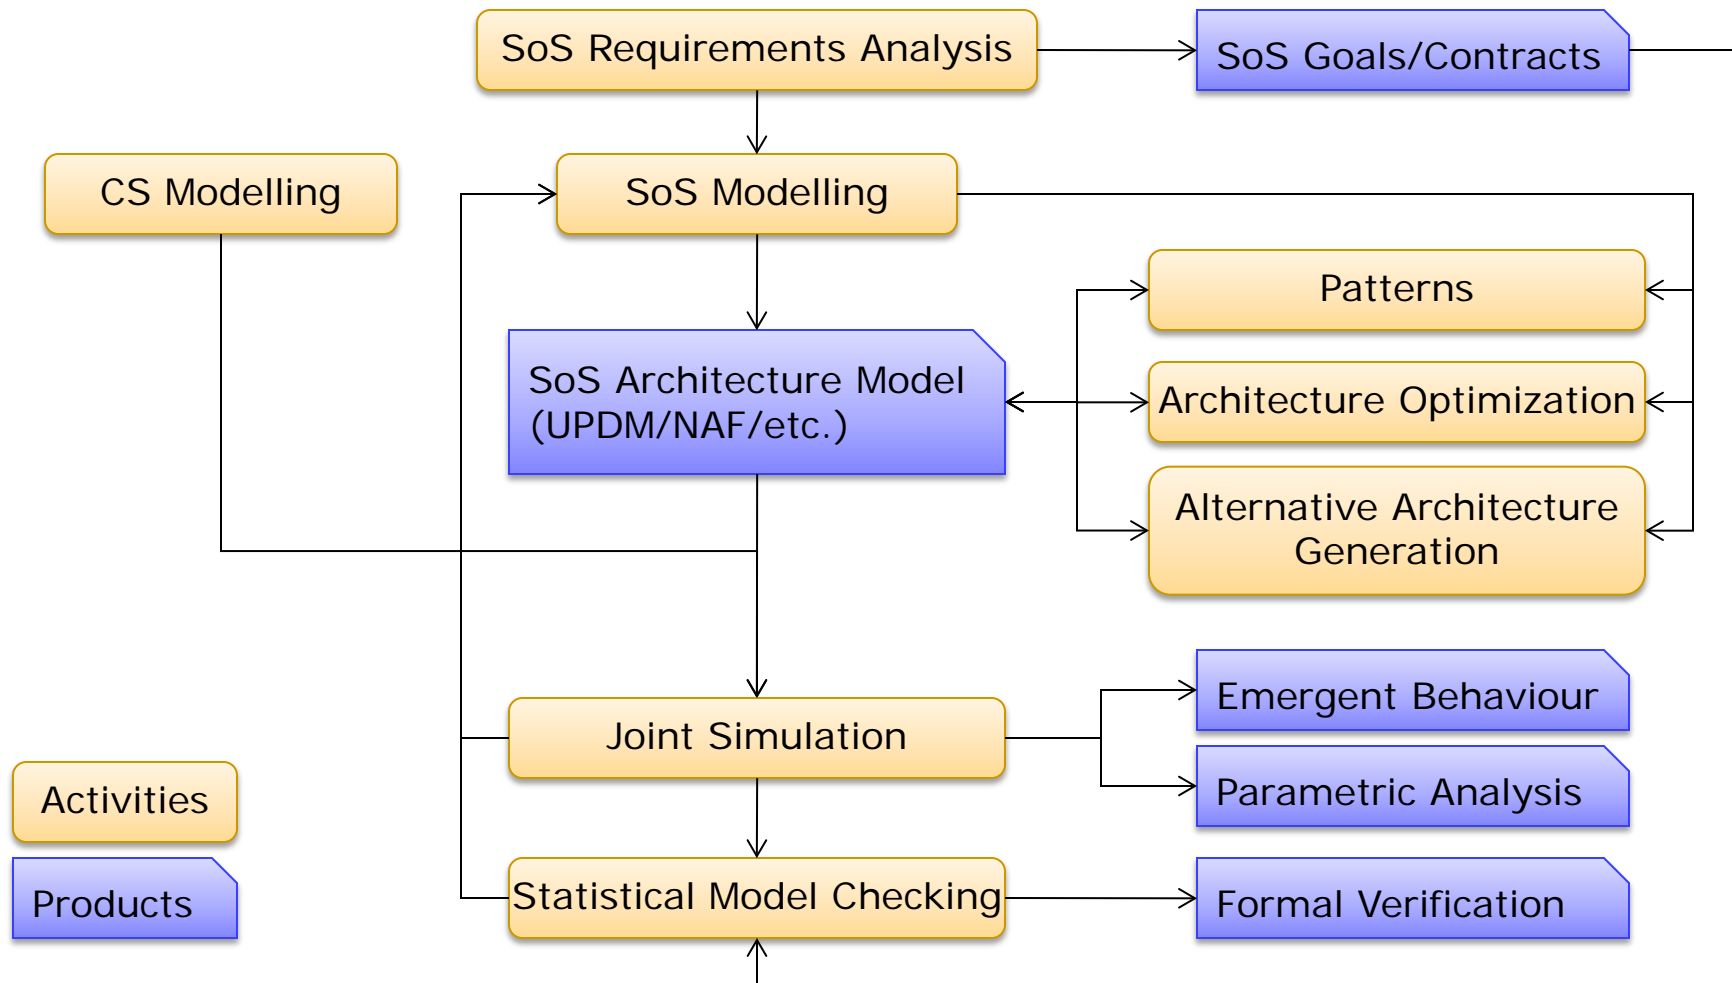 SoS Requirements Analysis
SoS Goals/Contracts
CS Modelling
SoS Modelling
Patterns
SoS Architecture Model
(UPDM/NAF/etc.)
Architecture Optimization
Alternative Architecture
Generation
Emergent Behaviour
Joint Simulation
Parametric Analysis
Activities
Statistical Model Checking
Formal Verification
Products